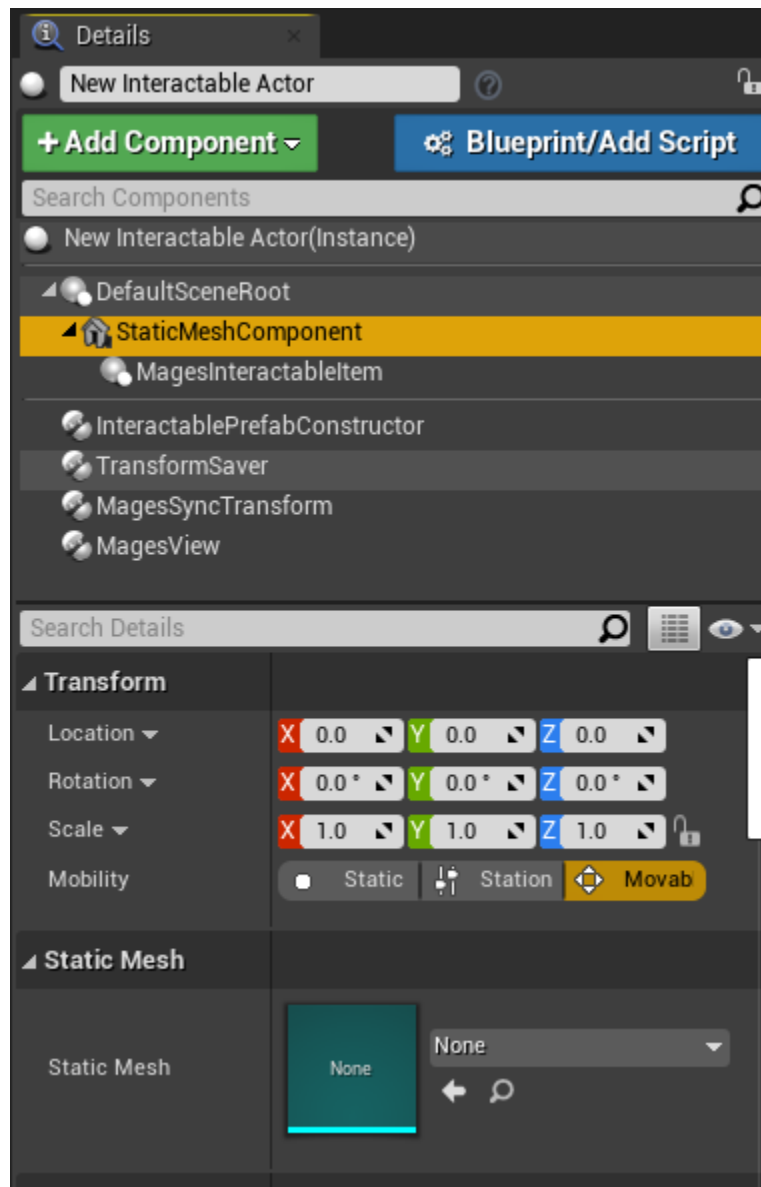 Details
New Interactable Actor
+ Add Component
Blueprint/Add Script
Search Components
New Interactable Actor(Instance)
DefaultSceneRoot
StaticMeshComponent
MagesInteractableItem
InteractablePrefabConstructor
TransformSaver
MagesSyncTransform
MagesView
Search Details
Transform
Location X 0.0 Y 0.0 Z 0.0
Rotation X 0.0° Y 0.0° Z 0.0°
Scale X 1.0 Y 1.0 Z 1.0
Mobility Static Station Movab
Static Mesh
Static Mesh None None